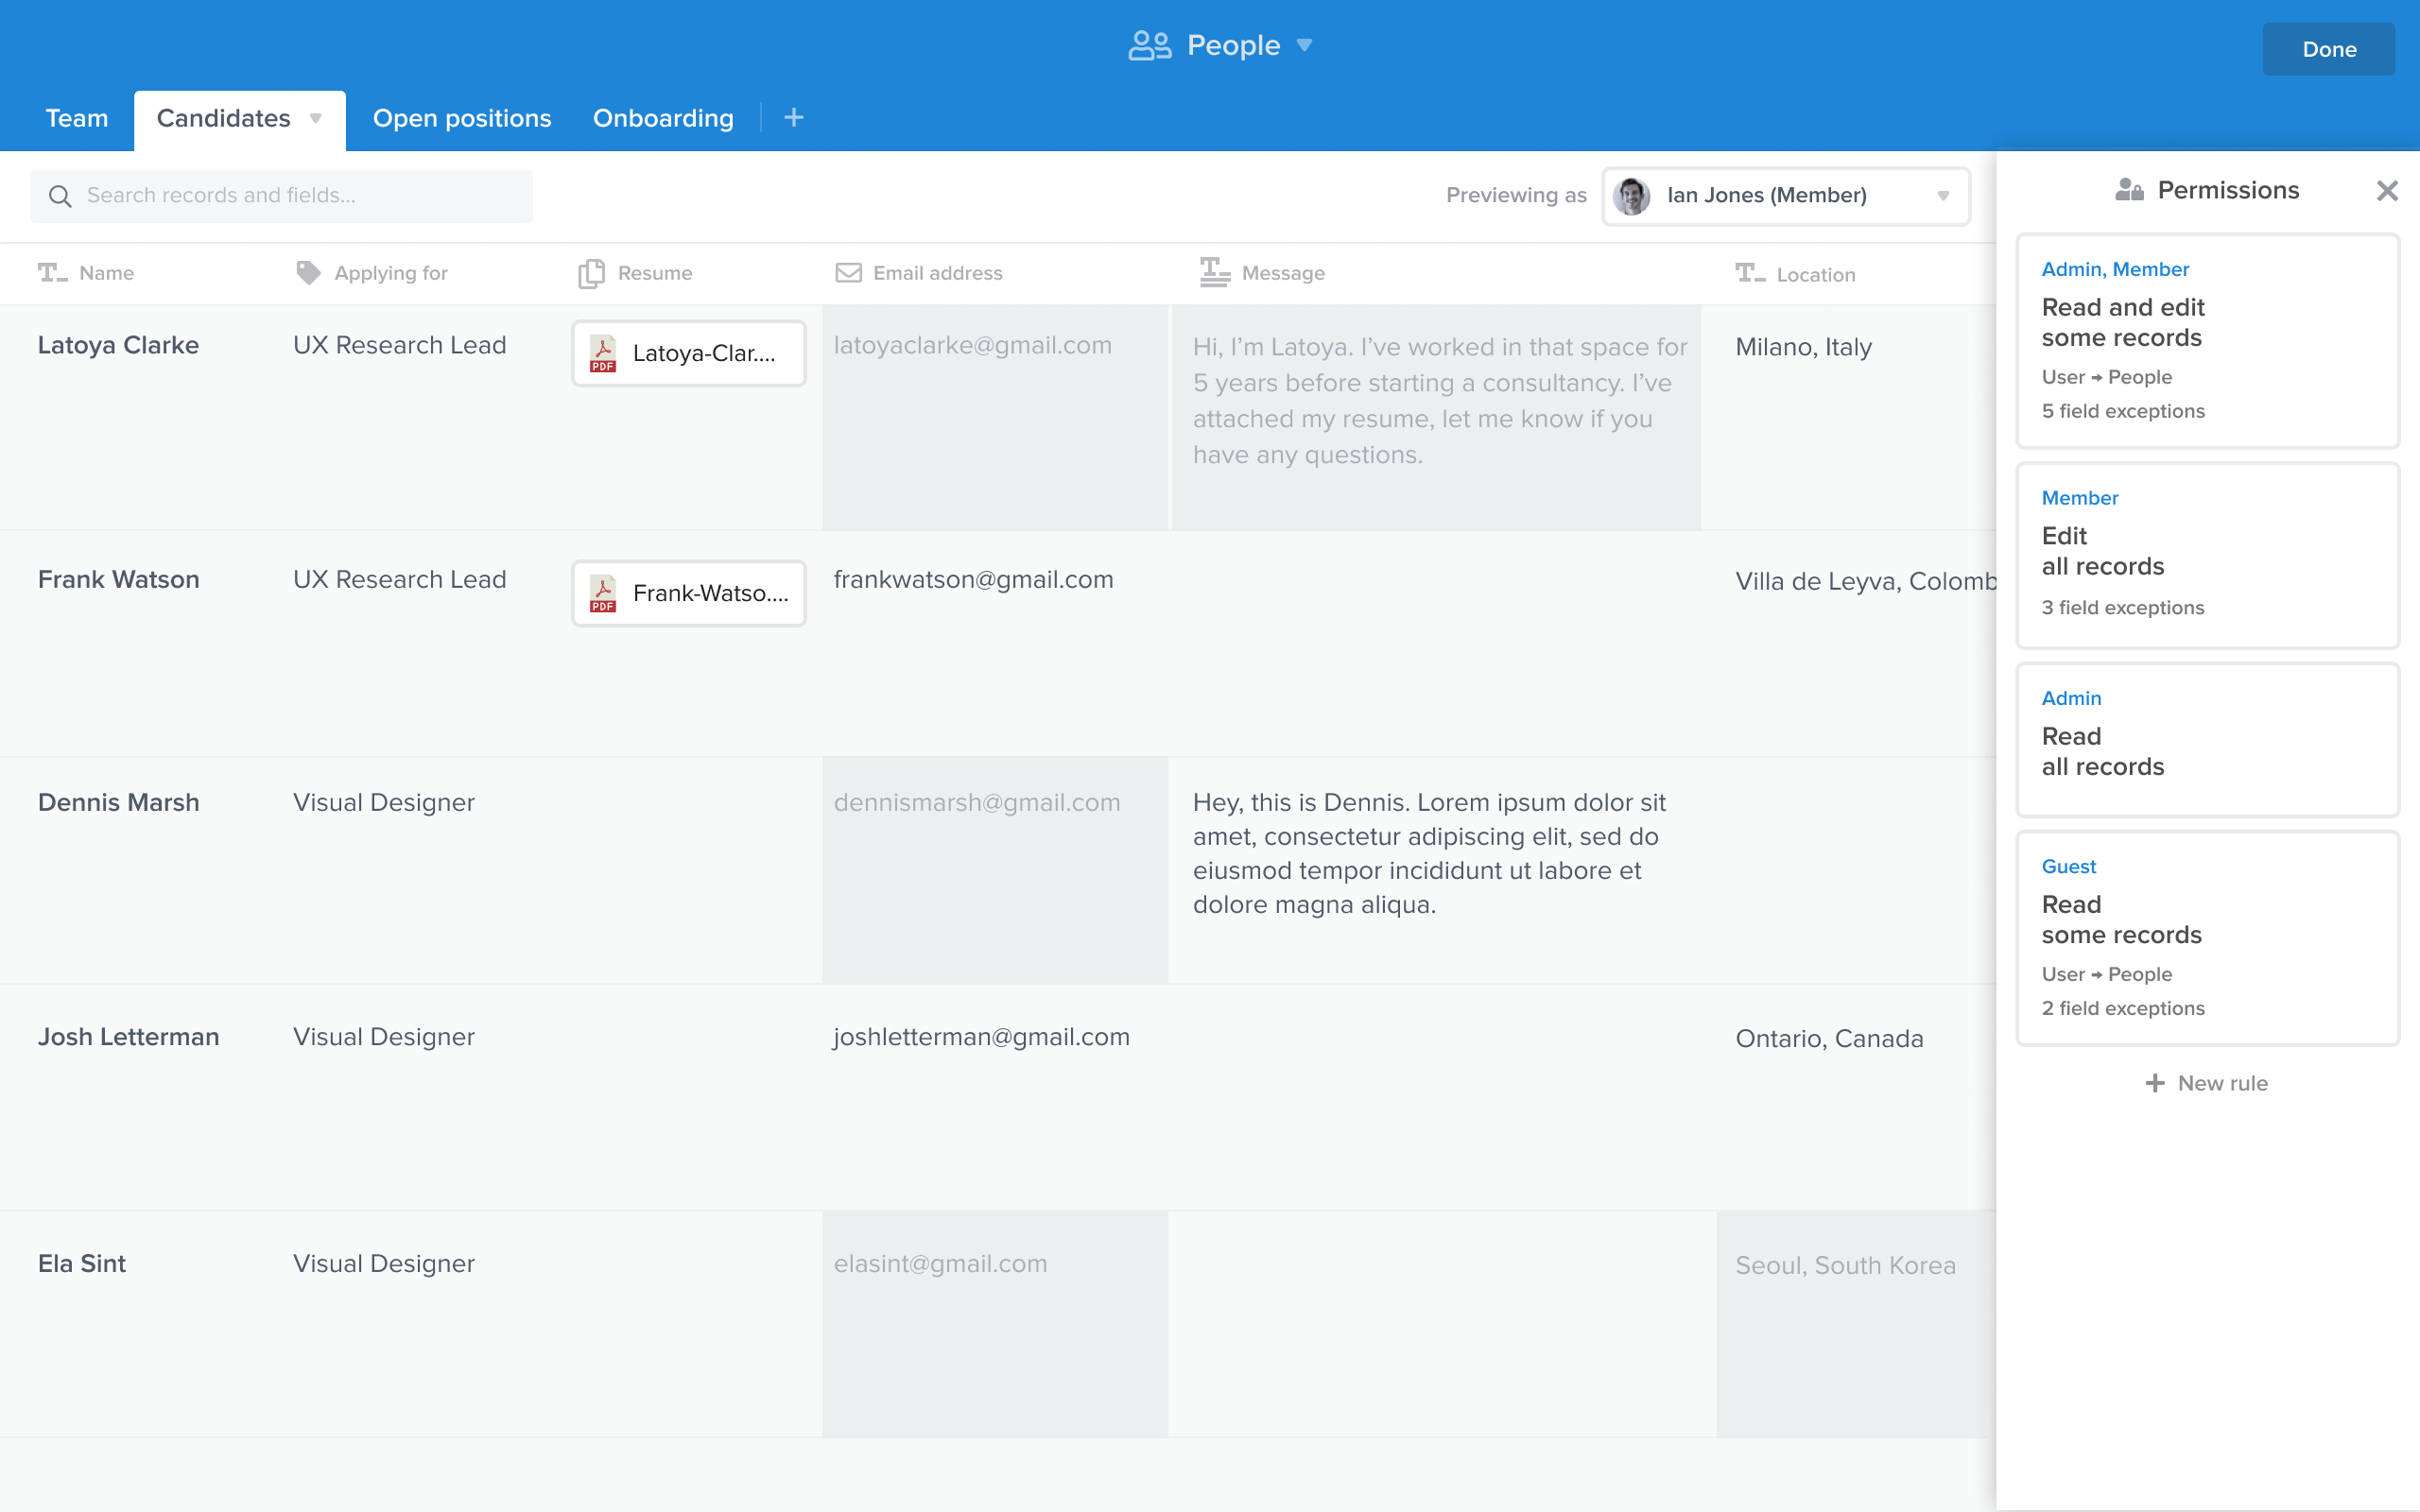 People
Done
Team
Candidates
Open positions
Onboarding
Search records and fields...
Previewing as
Ian Jones (Member)
Name
Applying for
Resume
Email address
Message
Location
Latoya Clarke
UX Research Lead
PDF
Latoya-Clar....
latoyaclarke@gmail.com
Hi, I’m Latoya. I’ve worked in that space for
5 years before starting a consultancy. I’ve
attached my resume, let me know if you
have any questions.
Milano, Italy
Frank Watson
UX Research Lead
PDF
Frank-Watso....
frankwatson@gmail.com
Villa de Leyva, Colomb
Dennis Marsh
Visual Designer
dennismarsh@gmail.com
Hey, this is Dennis. Lorem ipsum dolor sit
amet, consectetur adipiscing elit, sed do
eiusmod tempor incididunt ut labore et
dolore magna aliqua.
Josh Letterman
Visual Designer
joshletterman@gmail.com
Ontario, Canada
Ela Sint
Visual Designer
elasint@gmail.com
Seoul, South Korea
Permissions
Admin, Member
Read and edit
some records
User → People
5 field exceptions
Member
Edit
all records
3 field exceptions
Admin
Read
all records
Guest
Read
some records
User → People
2 field exceptions
+ New rule